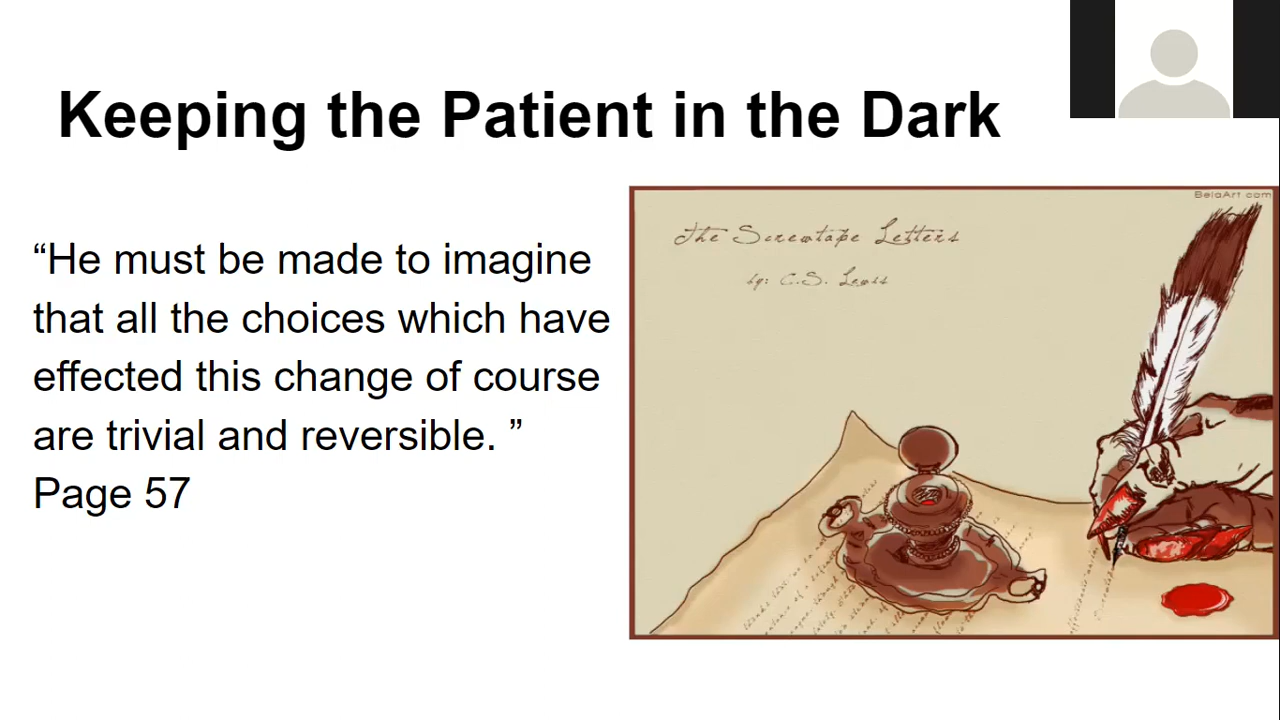 Keeping the Patient in the Dark
“He must be made to imagine
that all the choices which have
effected this change of course
are trivial and reversible. ”
Page 57
BelaArt.com
The Screwtape Letters
by: C.S. Lewis